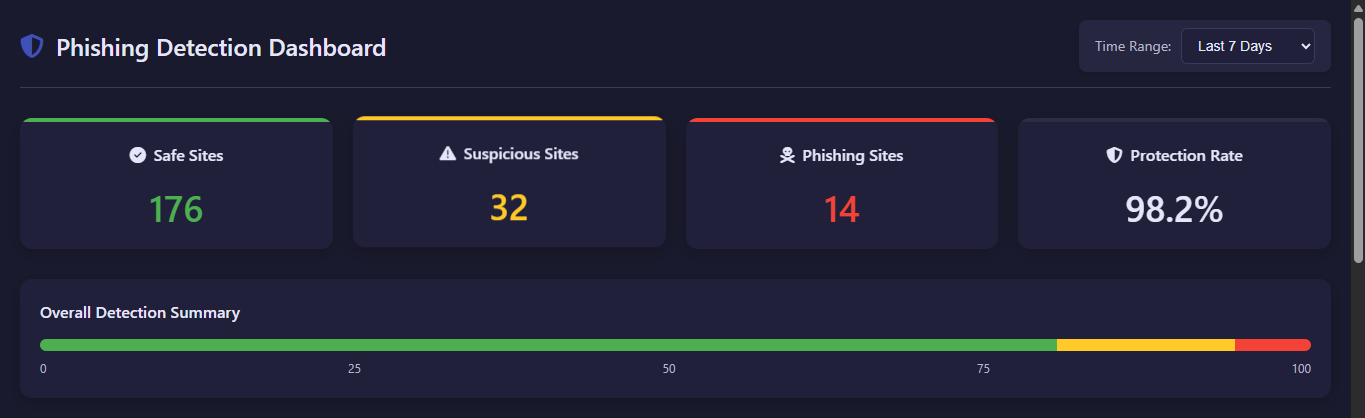 Phishing Detection Dashboard
Time Range: Last 7 Days
Safe Sites
176
Suspicious Sites
32
Phishing Sites
14
Protection Rate
98.2%
Overall Detection Summary
0 25 50 75 100